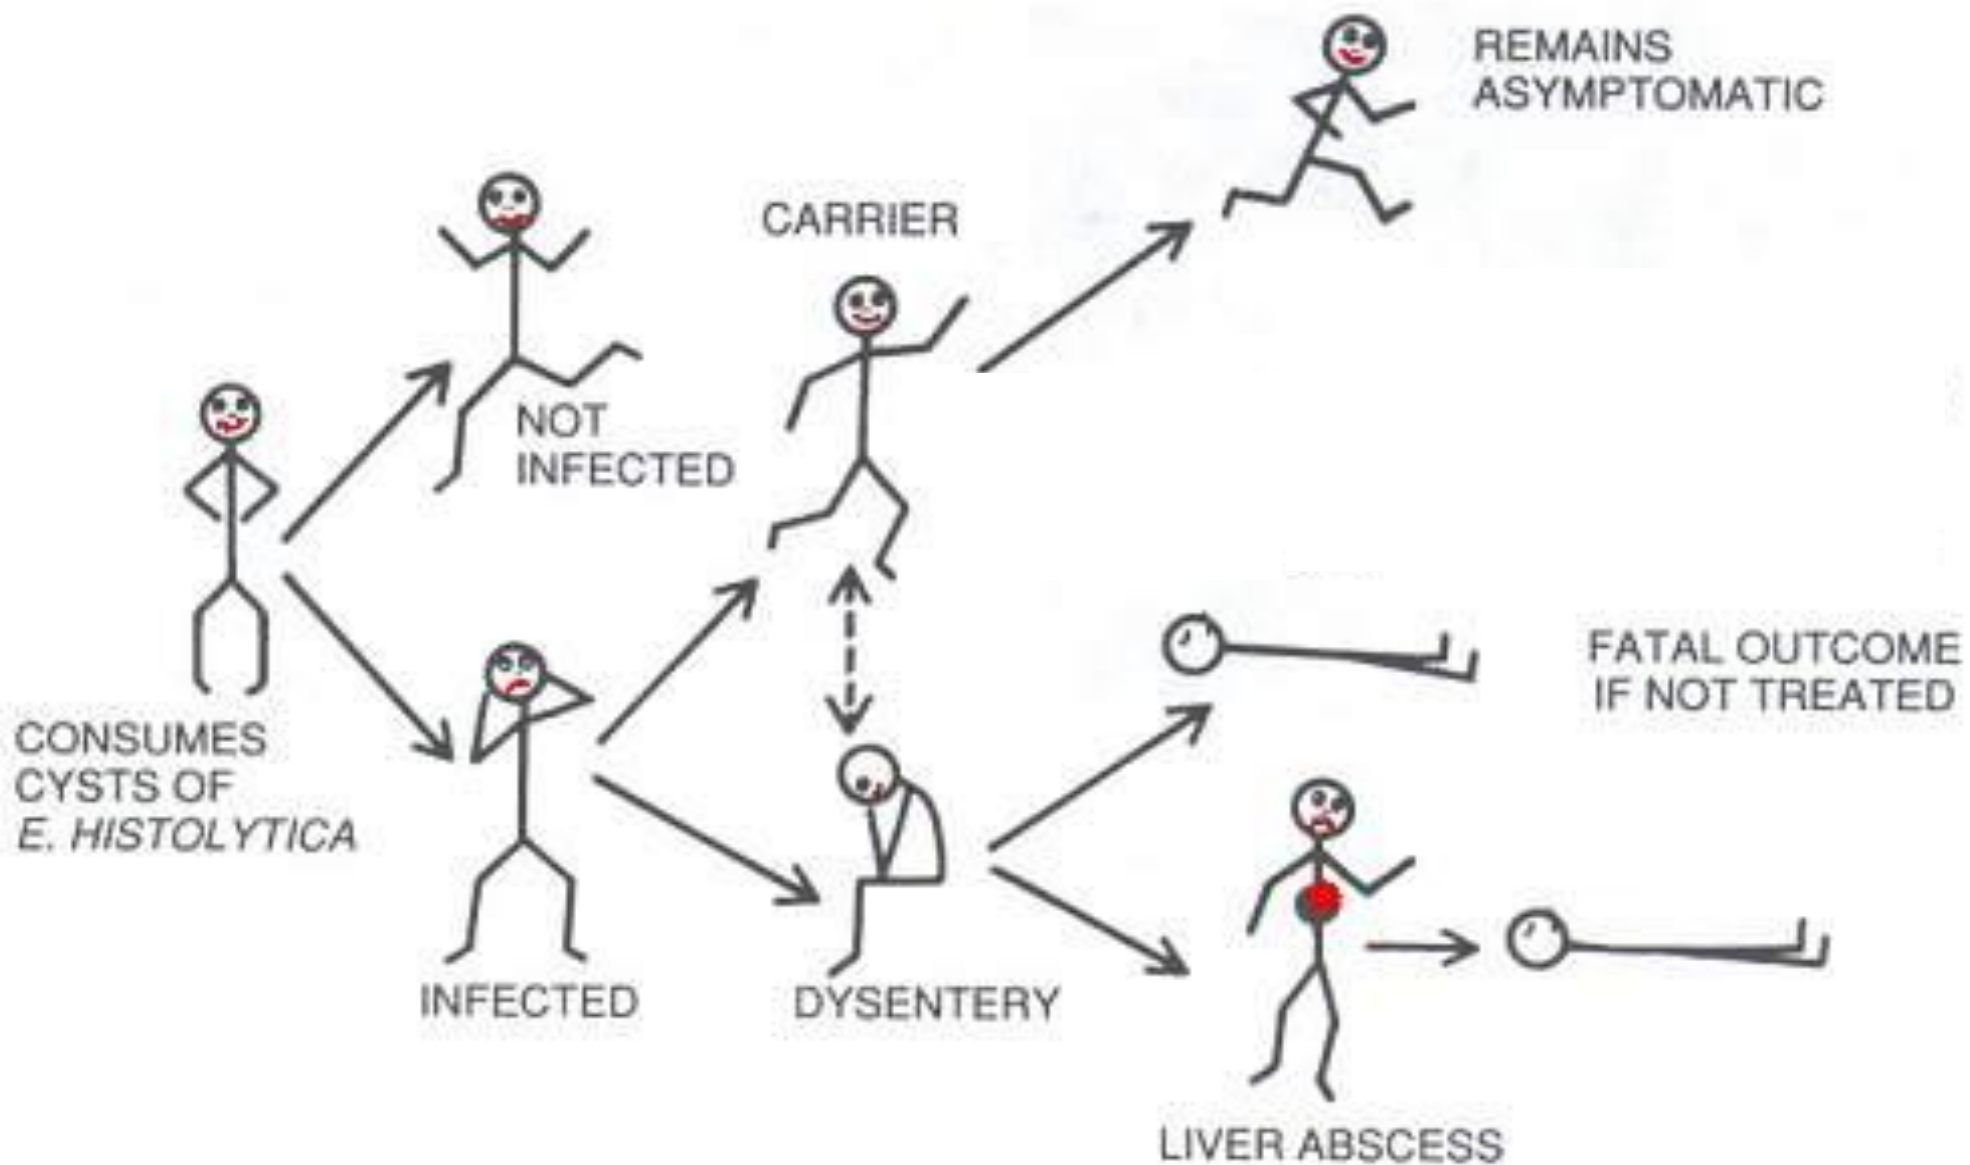 REMAINS
ASYMPTOMATIC
CARRIER
NOT
INFECTED
CONSUMES
CYSTS OF
E. HISTOLYTICA
INFECTED
DYSENTERY
FATAL OUTCOME
IF NOT TREATED
LIVER ABSCESS